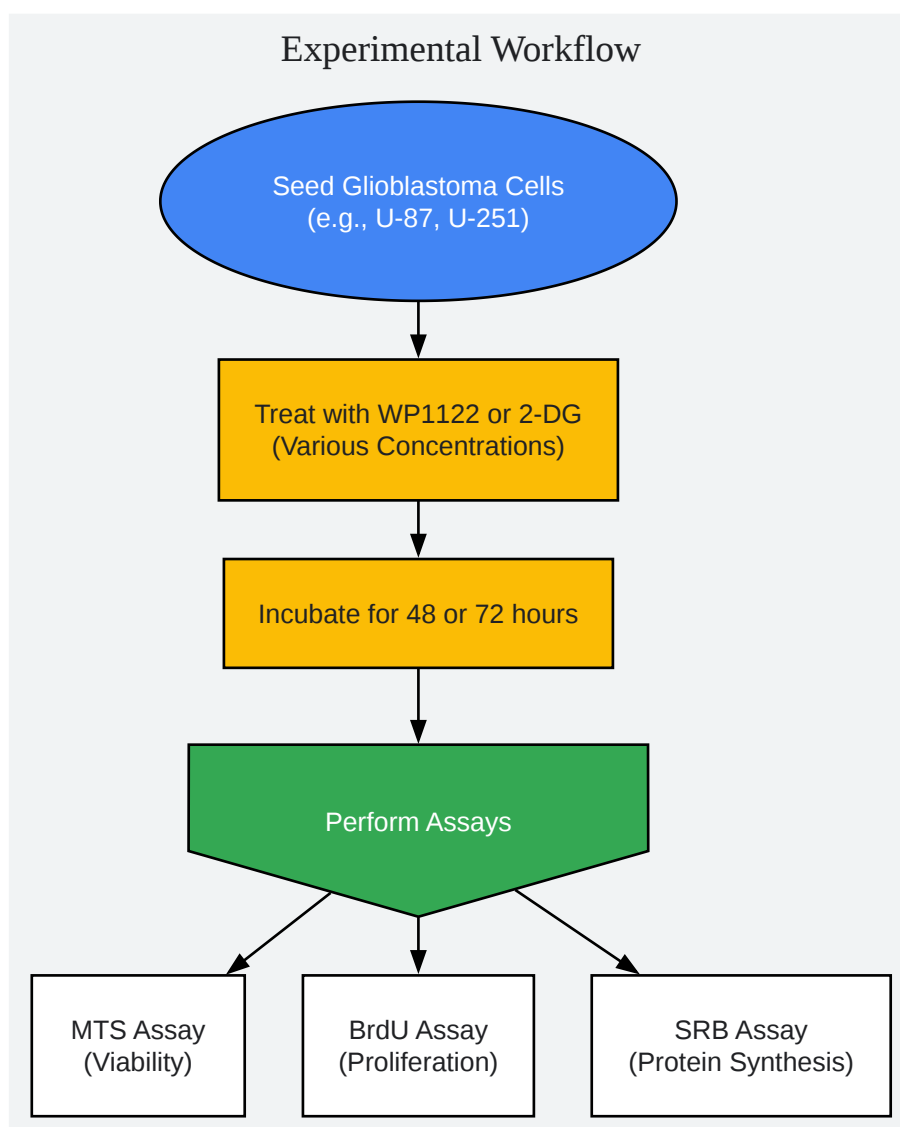 Experimental Workflow
Seed Glioblastoma Cells
(e.g., U-87, U-251)
Treat with WP1122 or 2-DG
(Various Concentrations)
Incubate for 48 or 72 hours
Perform Assays
MTS Assay
(Viability)
BrdU Assay
(Proliferation)
SRB Assay
(Protein Synthesis)